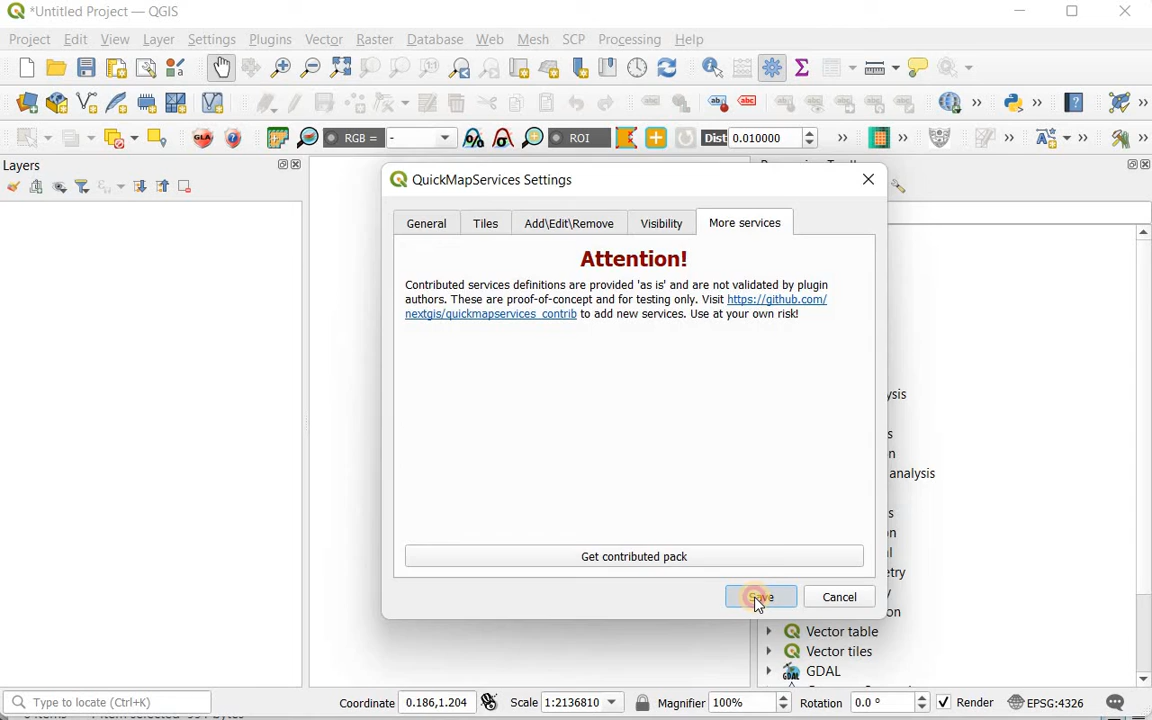 *Untitled Project — QGIS
Project Edit View Layer Settings Plugins Vector Raster Database Web Mesh SCP Processing Help
RGB = - ROI Dist 0.010000
Layers
QuickMapServices Settings
General Tiles Add\Edit\Remove Visibility More services
Attention!
Contributed services definitions are provided 'as is' and are not validated by plugin
authors. These are proof-of-concept and for testing only. Visit https://github.com/
nextgis/quickmapservices_contrib to add new services. Use at your own risk!
ysis
s
n
analysis
s
n
al
etry
y
on
Get contributed pack
Save Cancel
Vector table
Vector tiles
GDAL
Type to locate (Ctrl+K) Coordinate 0.186,1.204 Scale 1:2136810 Magnifier 100% Rotation 0.0 ° Render EPSG:4326